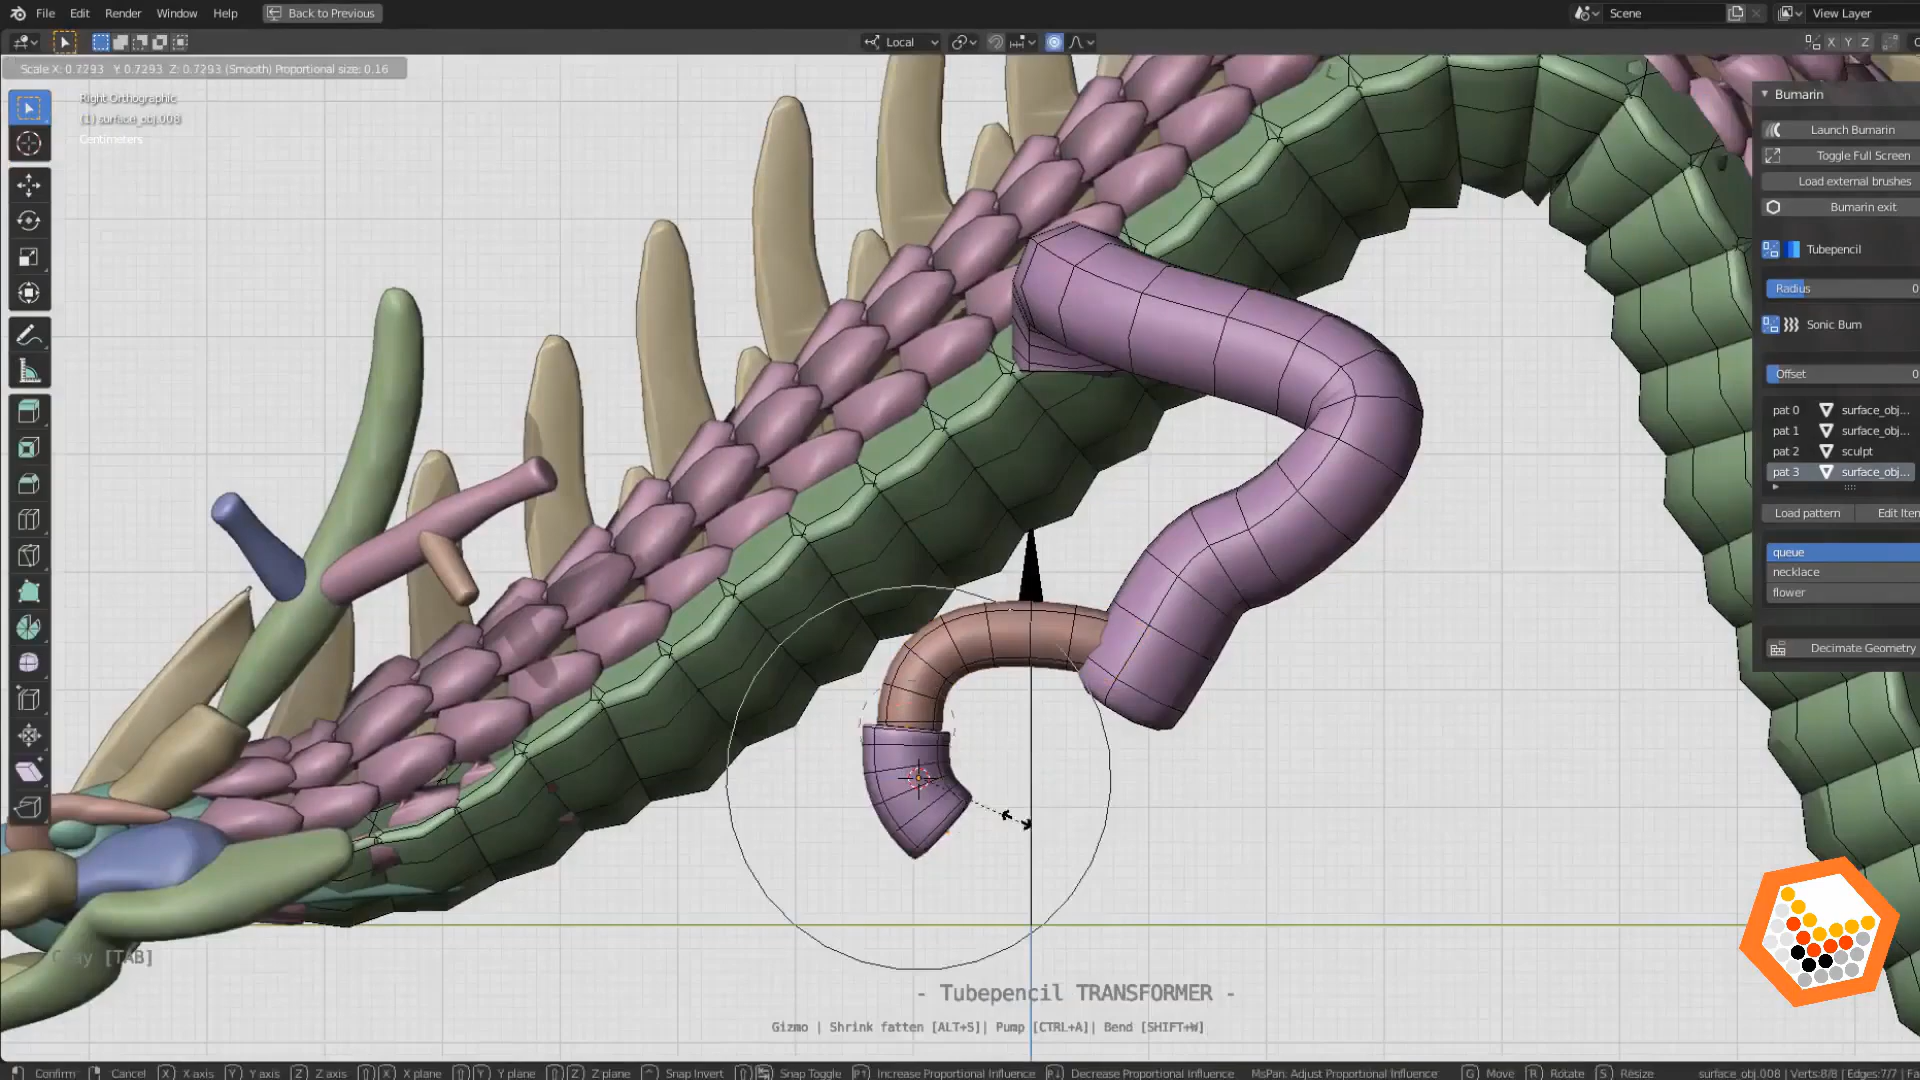 File Edit Render Window Help Back to Previous Scene View Layer
Local X Y Z
Scale X: 0.7293 Y: 0.7293 Z: 0.7293 (Smooth) Proportional size: 0.16
Right Orthographic
(1) surface_obj.008
Centimeters
Bumarin
Launch Bumarin
Toggle Full Screen
Load external brushes
Bumarin exit
Tubepencil
Radius 0
Sonic Bum
Offset 0
pat 0 surface_obj...
pat 1 surface_obj...
pat 2 sculpt
pat 3 surface_obj...
Load pattern Edit Iten
queue
necklace
flower
Decimate Geometry
[TAB]
- Tubepencil TRANSFORMER -
Gizmo | Shrink fatten [ALT+S]| Pump [CTRL+A]| Bend [SHIFT+W]
Confirm Cancel X X axis Y Y axis Z Z axis X X plane Y Y plane Z Z plane Snap Invert Snap Toggle Increase Proportional Influence Decrease Proportional Influence MsPan: Adjust Proportional Influence G Move R Rotate S Resize surface_obj.008 | Verts:8/8 | Edges:7/7 | Fa